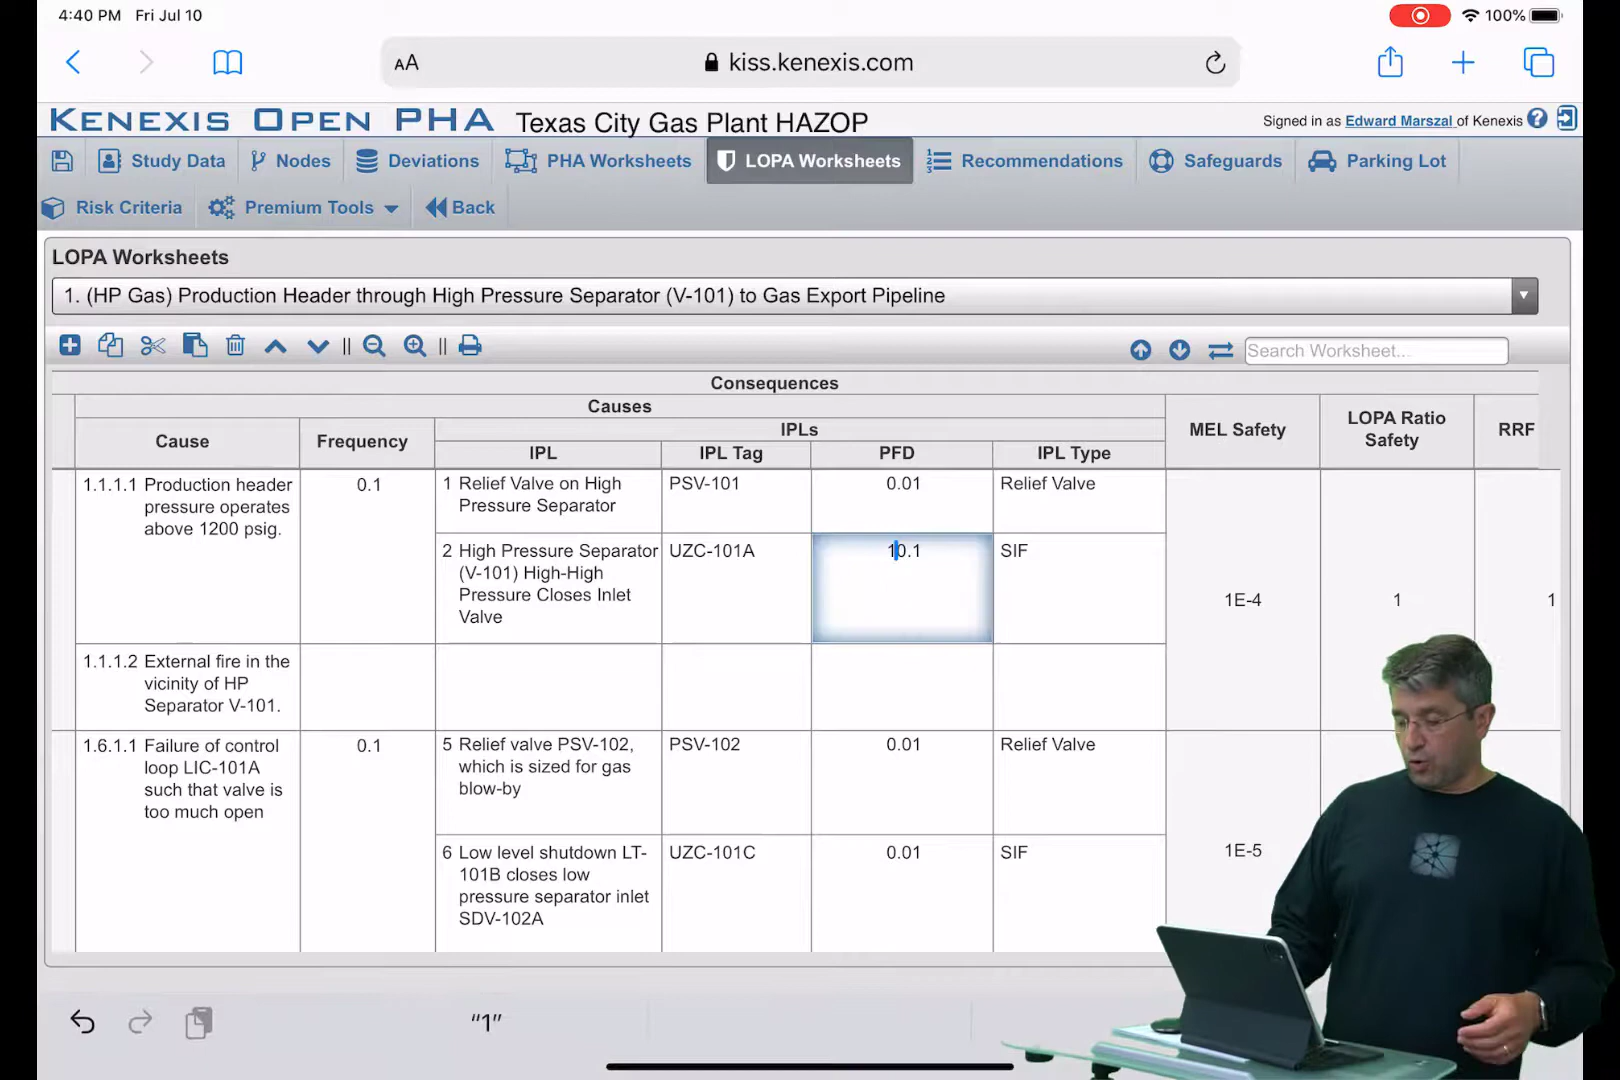 4:40 PM Fri Jul 10
100%
AA
kiss.kenexis.com
KENEXIS OPEN PHA
Texas City Gas Plant HAZOP
Signed in as Edward Marszal of Kenexis
Study Data
Nodes
Deviations
PHA Worksheets
LOPA Worksheets
Recommendations
Safeguards
Parking Lot
Risk Criteria
Premium Tools
Back
LOPA Worksheets
1. (HP Gas) Production Header through High Pressure Separator (V-101) to Gas Export Pipeline
Search Worksheet...
Consequences
Causes
MEL Safety
LOPA Ratio
Safety
RRF
Cause
Frequency
IPLs
IPL
IPL Tag
PFD
IPL Type
1.1.1.1 Production header
pressure operates
above 1200 psig.
0.1
1 Relief Valve on High
Pressure Separator
PSV-101
0.01
Relief Valve
2 High Pressure Separator
(V-101) High-High
Pressure Closes Inlet
Valve
UZC-101A
10.1
SIF
1E-4
1
1
1.1.1.2 External fire in the
vicinity of HP
Separator V-101.
1.6.1.1 Failure of control
loop LIC-101A
such that valve is
too much open
0.1
5 Relief valve PSV-102,
which is sized for gas
blow-by
PSV-102
0.01
Relief Valve
6 Low level shutdown LT-
101B closes low
pressure separator inlet
SDV-102A
UZC-101C
0.01
SIF
1E-5
“1”